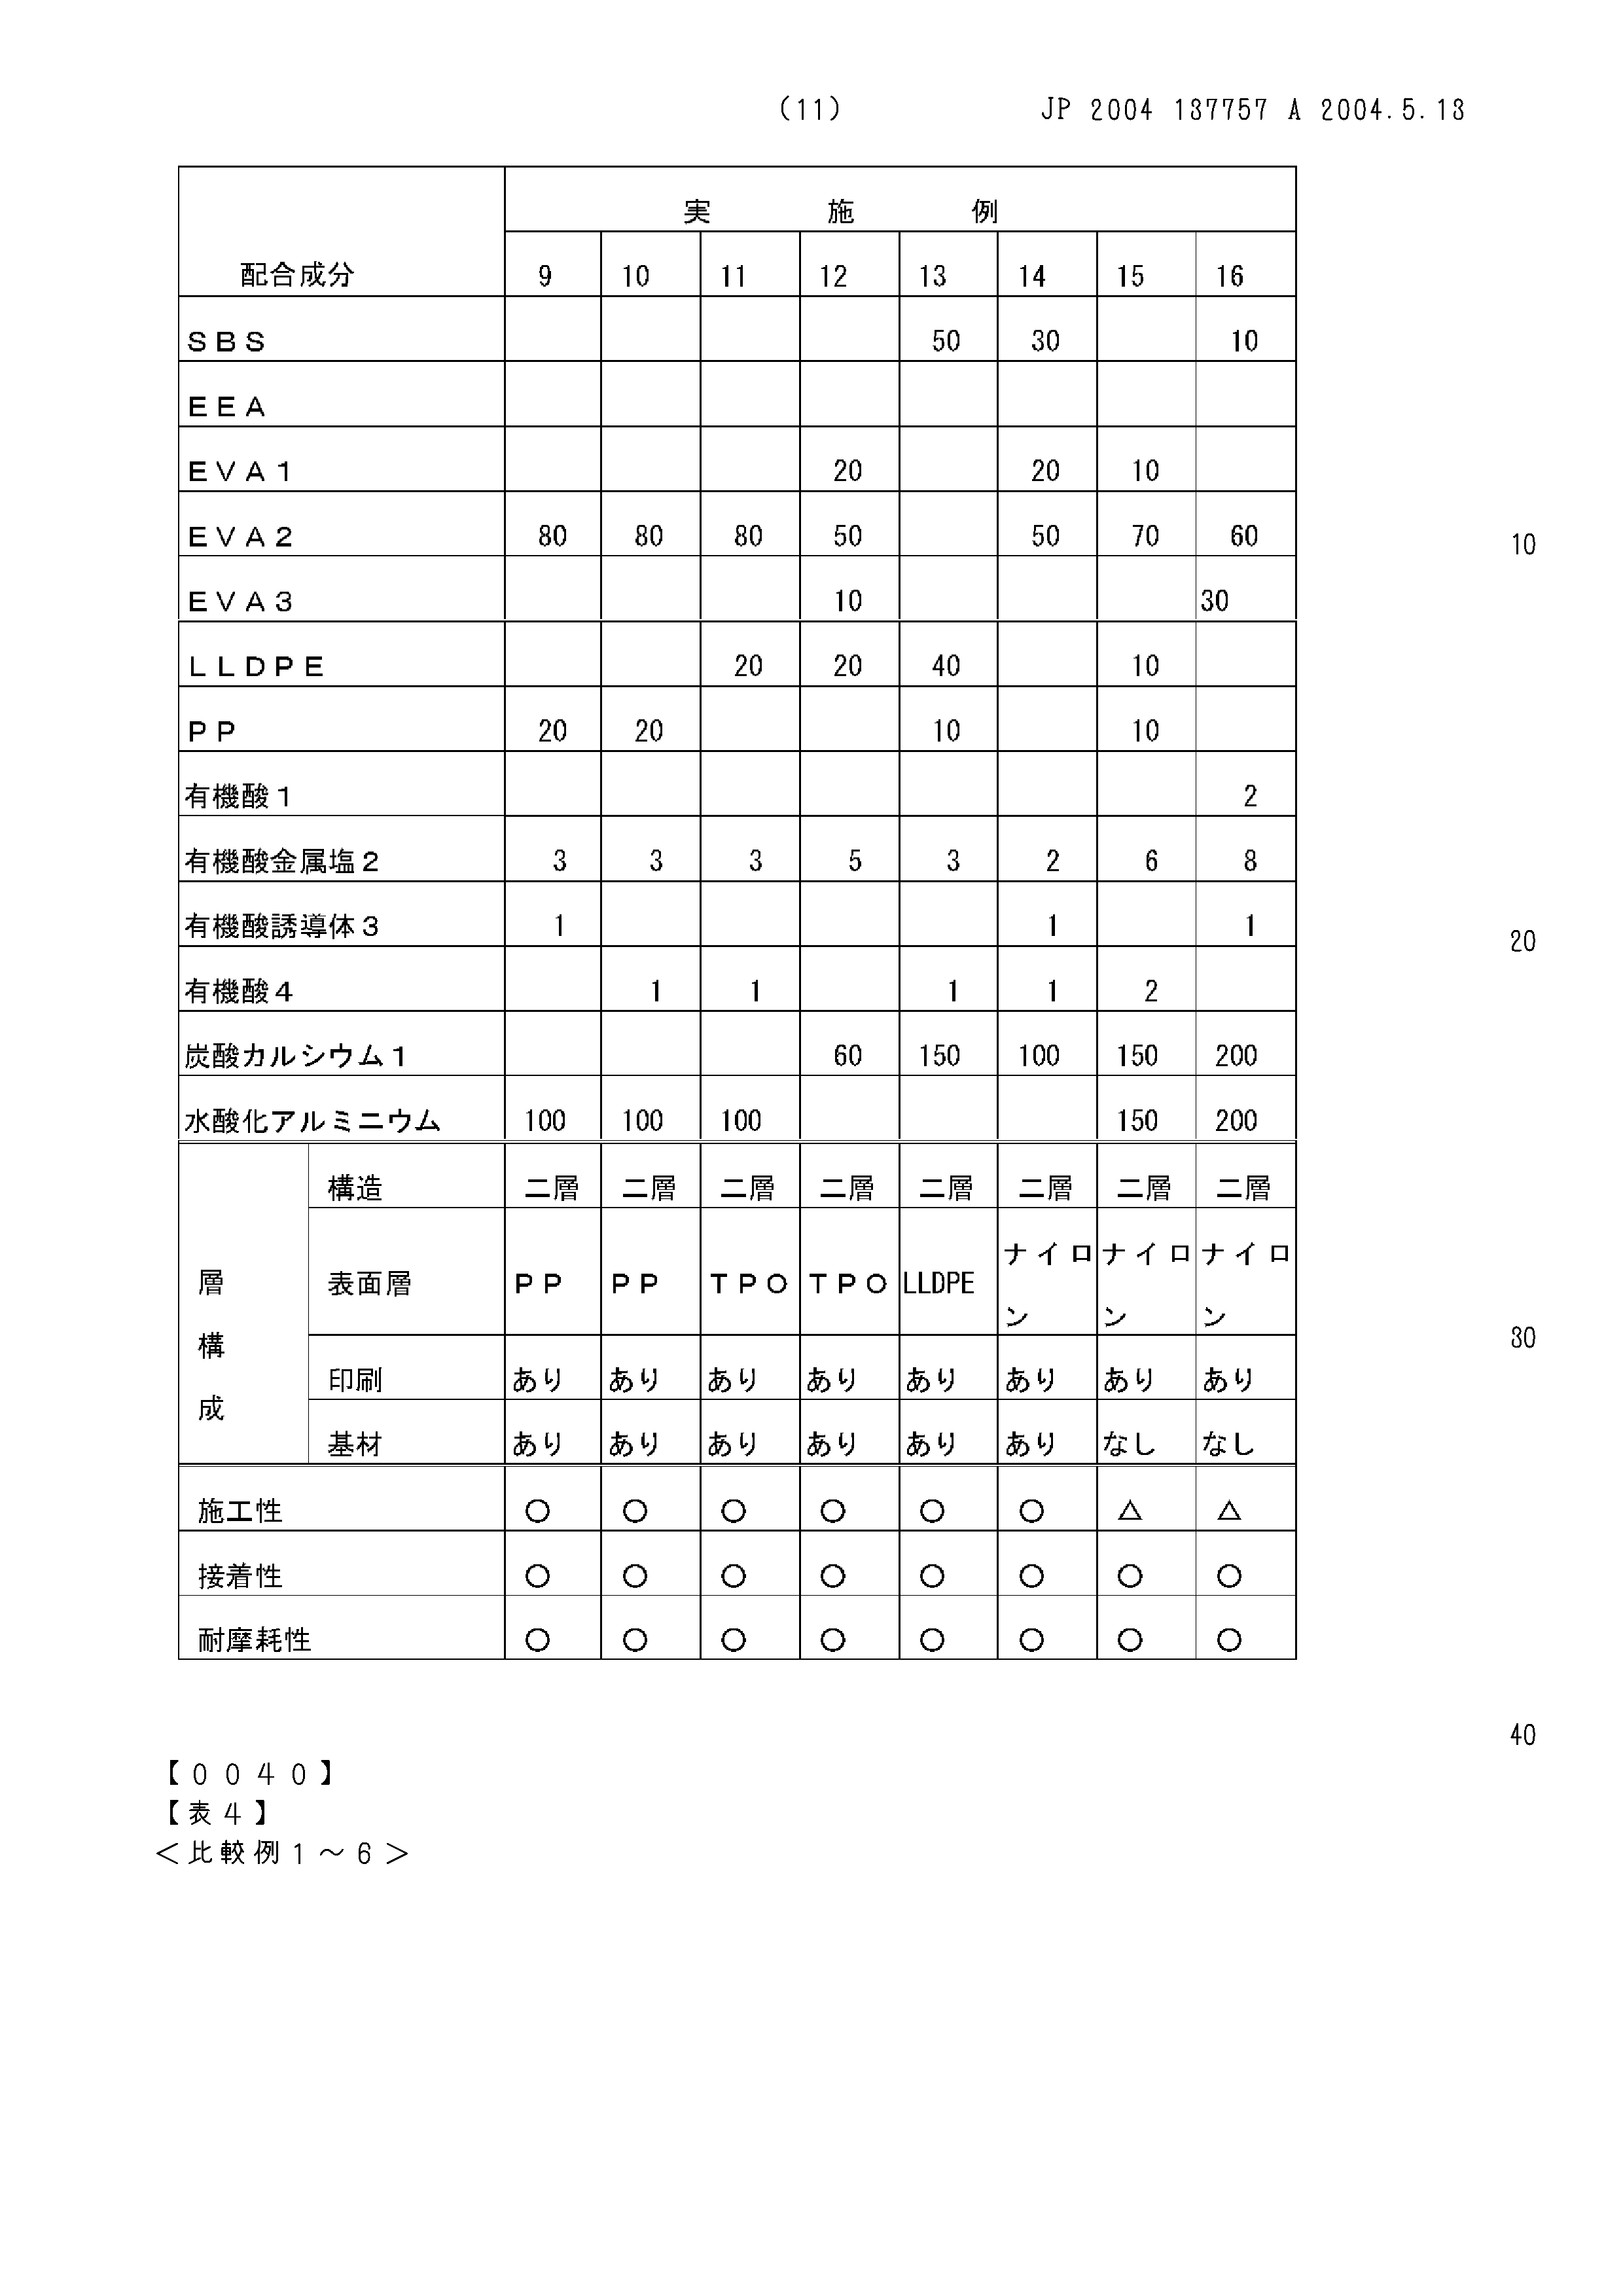 (11) JP 2004 137757 A 2004.5.13
実 施 例
配合成分 9 10 11 12 13 14 15 16
ＳＢＳ 50 30 10
ＥＥＡ
ＥＶＡ１ 20 20 10
ＥＶＡ２ 80 80 80 50 50 70 60
ＥＶＡ３ 10 30
ＬＬＤＰＥ 20 20 40 10
ＰＰ 20 20 10 10
有機酸１ 2
有機酸金属塩２ 3 3 3 5 3 2 6 8
有機酸誘導体３ 1 1 1
有機酸４ 1 1 1 1 2
炭酸カルシウム１ 60 150 100 150 200
水酸化アルミニウム 100 100 100 150 200
層構成
構造 二層 二層 二層 二層 二層 二層 二層 二層
表面層 ＰＰ ＰＰ ＴＰＯ ＴＰＯ LLDPE ナイロン ナイロン ナイロン
印刷 あり あり あり あり あり あり あり あり
基材 あり あり あり あり あり あり なし なし
施工性 ○ ○ ○ ○ ○ ○ △ △
接着性 ○ ○ ○ ○ ○ ○ ○ ○
耐摩耗性 ○ ○ ○ ○ ○ ○ ○ ○
10
20
30
40
【００４０】
【表４】
＜比較例１～６＞